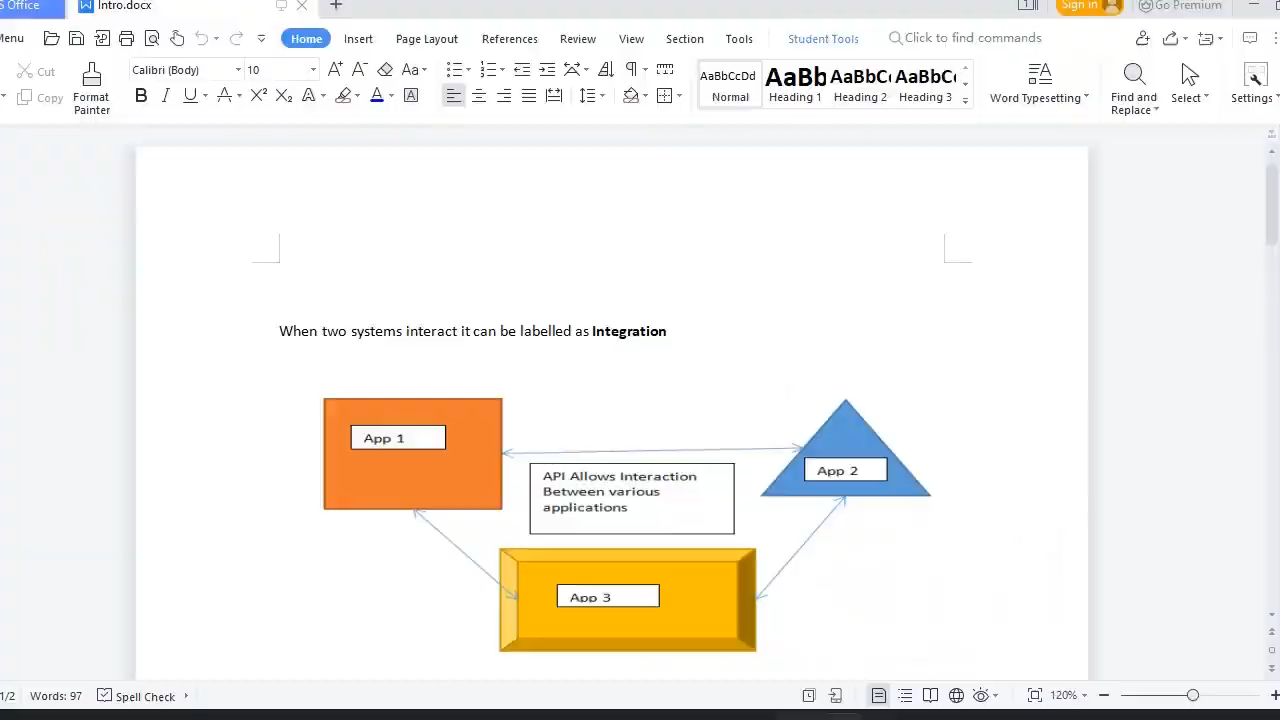 S Office
Intro.docx
Sign in
Go Premium
Menu
Home
Insert
Page Layout
References
Review
View
Section
Tools
Student Tools
Click to find commands
Cut
Copy
Format
Painter
Calibri (Body)
10
AaBbCcDd
Normal
AaBb
Heading 1
AaBbC
Heading 2
AaBbC
Heading 3
Word Typesetting
Find and
Replace
Select
Settings
When two systems interact it can be labelled as Integration
App 1
App 2
API Allows Interaction
Between various
applications
App 3
1/2
Words: 97
Spell Check
120%